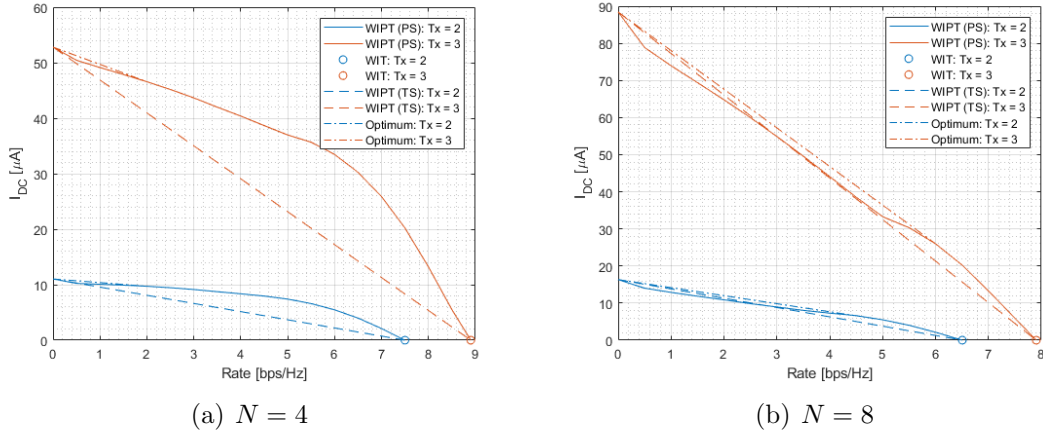 60
50
40
30
20
10
0
I_DC [μA]
0 1 2 3 4 5 6 7 8 9
Rate [bps/Hz]
WIPT (PS): Tx = 2
WIPT (PS): Tx = 3
WIT: Tx = 2
WIT: Tx = 3
WIPT (TS): Tx = 2
WIPT (TS): Tx = 3
Optimum: Tx = 2
Optimum: Tx = 3
(a) N = 4
90
80
70
60
50
40
30
20
10
0
I_DC [μA]
0 1 2 3 4 5 6 7 8
Rate [bps/Hz]
WIPT (PS): Tx = 2
WIPT (PS): Tx = 3
WIT: Tx = 2
WIT: Tx = 3
WIPT (TS): Tx = 2
WIPT (TS): Tx = 3
Optimum: Tx = 2
Optimum: Tx = 3
(b) N = 8